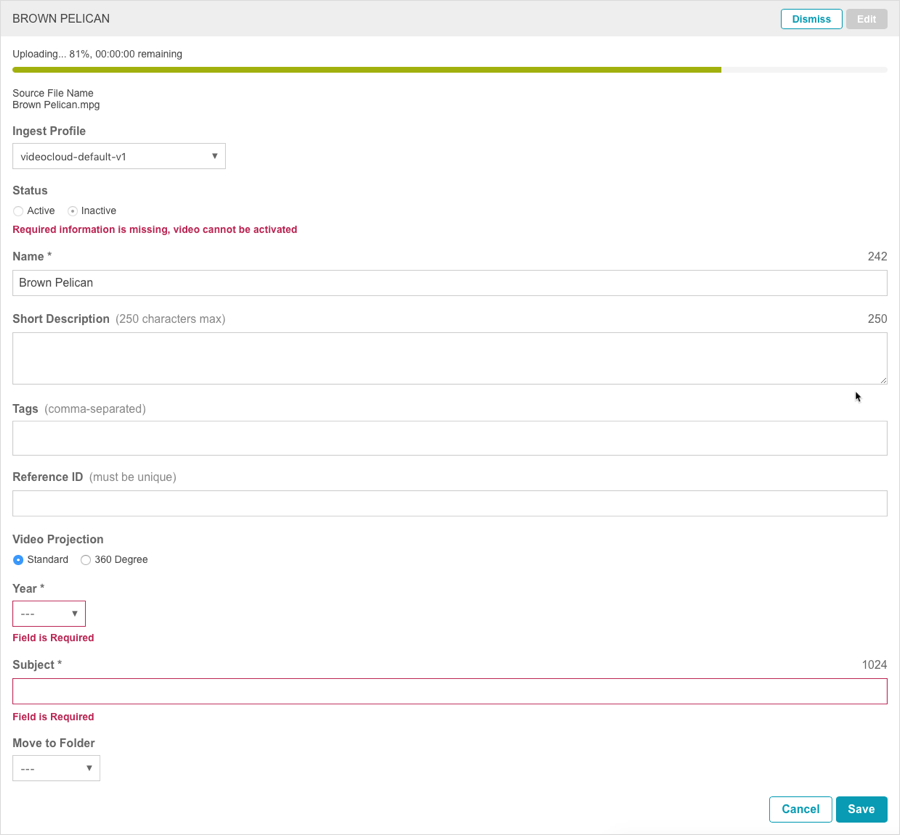 BROWN PELICAN Dismiss Edit
Uploading... 81%, 00:00:00 remaining
Source File Name
Brown Pelican.mpg
Ingest Profile
videocloud-default-v1
Status
Active Inactive
Required information is missing, video cannot be activated
Name * 242
Brown Pelican
Short Description (250 characters max) 250
Tags (comma-separated)
Reference ID (must be unique)
Video Projection
Standard 360 Degree
Year *
---
Field is Required
Subject * 1024
Field is Required
Move to Folder
---
Cancel Save